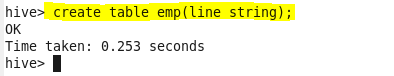 hive> create table emp(line string);
OK
Time taken: 0.253 seconds
hive>